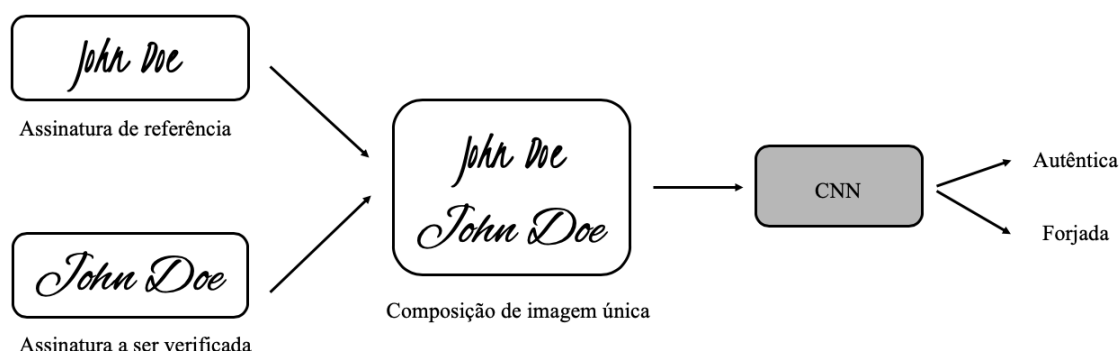 John Doe
Assinatura de referência
John Doe
Assinatura a ser verificada
John Doe
John Doe
Composição de imagem única
CNN
Autêntica
Forjada